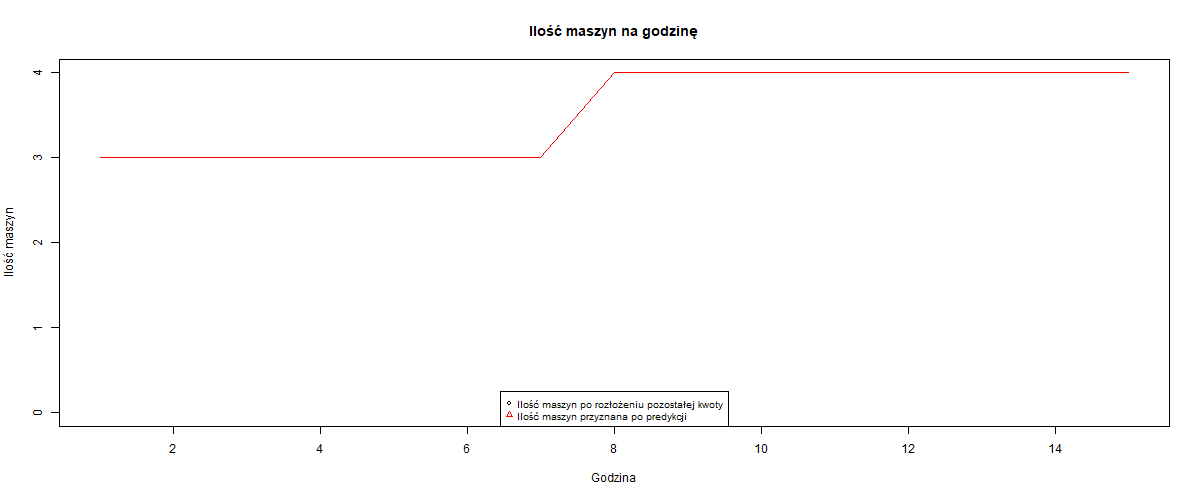 Ilość maszyn na godzinę
Ilość maszyn
4
3
2
1
0
Ilość maszyn po rozłożeniu pozostałej kwoty
Ilość maszyn przyznana po predykcji
2 4 6 8 10 12 14
Godzina